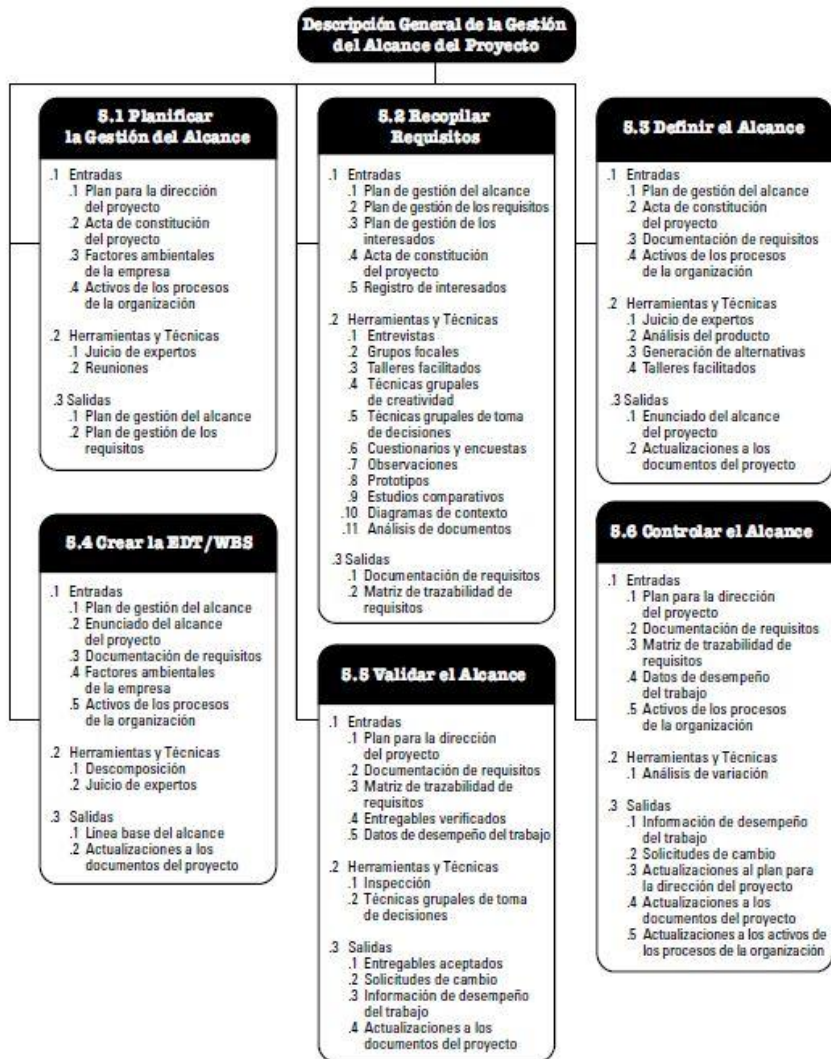 Descripción General de la Gestión
del Alcance del Proyecto
5.1 Planificar
la Gestión del Alcance
.1 Entradas
.1 Plan para la dirección
del proyecto
.2 Acta de constitución
del proyecto
.3 Factores ambientales
de la empresa
.4 Activos de los procesos
de la organización
.2 Herramientas y Técnicas
.1 Juicio de expertos
.2 Reuniones
.3 Salidas
.1 Plan de gestión del alcance
.2 Plan de gestión de los
requisitos
5.2 Recopilar
Requisitos
.1 Entradas
.1 Plan de gestión del alcance
.2 Plan de gestión de los requisitos
.3 Plan de gestión de los
interesados
.4 Acta de constitución
del proyecto
.5 Registro de interesados
.2 Herramientas y Técnicas
.1 Entrevistas
.2 Grupos focales
.3 Talleres facilitados
.4 Técnicas grupales
de creatividad
.5 Técnicas grupales de toma
de decisiones
.6 Cuestionarios y encuestas
.7 Observaciones
.8 Prototipos
.9 Estudios comparativos
.10 Diagramas de contexto
.11 Análisis de documentos
.3 Salidas
.1 Documentación de requisitos
.2 Matriz de trazabilidad de
requisitos
5.3 Definir el Alcance
.1 Entradas
.1 Plan de gestión del alcance
.2 Acta de constitución
del proyecto
.3 Documentación de requisitos
.4 Activos de los procesos
de la organización
.2 Herramientas y Técnicas
.1 Juicio de expertos
.2 Análisis del producto
.3 Generación de alternativas
.4 Talleres facilitados
.3 Salidas
.1 Enunciado del alcance
del proyecto
.2 Actualizaciones a los
documentos del proyecto
5.4 Crear la EDT/WBS
.1 Entradas
.1 Plan de gestión del alcance
.2 Enunciado del alcance
del proyecto
.3 Documentación de requisitos
.4 Factores ambientales
de la empresa
.5 Activos de los procesos
de la organización
.2 Herramientas y Técnicas
.1 Descomposición
.2 Juicio de expertos
.3 Salidas
.1 Línea base del alcance
.2 Actualizaciones a los
documentos del proyecto
5.5 Validar el Alcance
.1 Entradas
.1 Plan para la dirección
del proyecto
.2 Documentación de requisitos
.3 Matriz de trazabilidad de
requisitos
.4 Entregables verificados
.5 Datos de desempeño del trabajo
.2 Herramientas y Técnicas
.1 Inspección
.2 Técnicas grupales de toma
de decisiones
.3 Salidas
.1 Entregables aceptados
.2 Solicitudes de cambio
.3 Información de desempeño
del trabajo
.4 Actualizaciones a los
documentos del proyecto
5.6 Controlar el Alcance
.1 Entradas
.1 Plan para la dirección
del proyecto
.2 Documentación de requisitos
.3 Matriz de trazabilidad de
requisitos
.4 Datos de desempeño
del trabajo
.5 Activos de los procesos
de la organización
.2 Herramientas y Técnicas
.1 Análisis de variación
.3 Salidas
.1 Información de desempeño
del trabajo
.2 Solicitudes de cambio
.3 Actualizaciones al plan para
la dirección del proyecto
.4 Actualizaciones a los
documentos del proyecto
.5 Actualizaciones a los activos de
los procesos de la organización